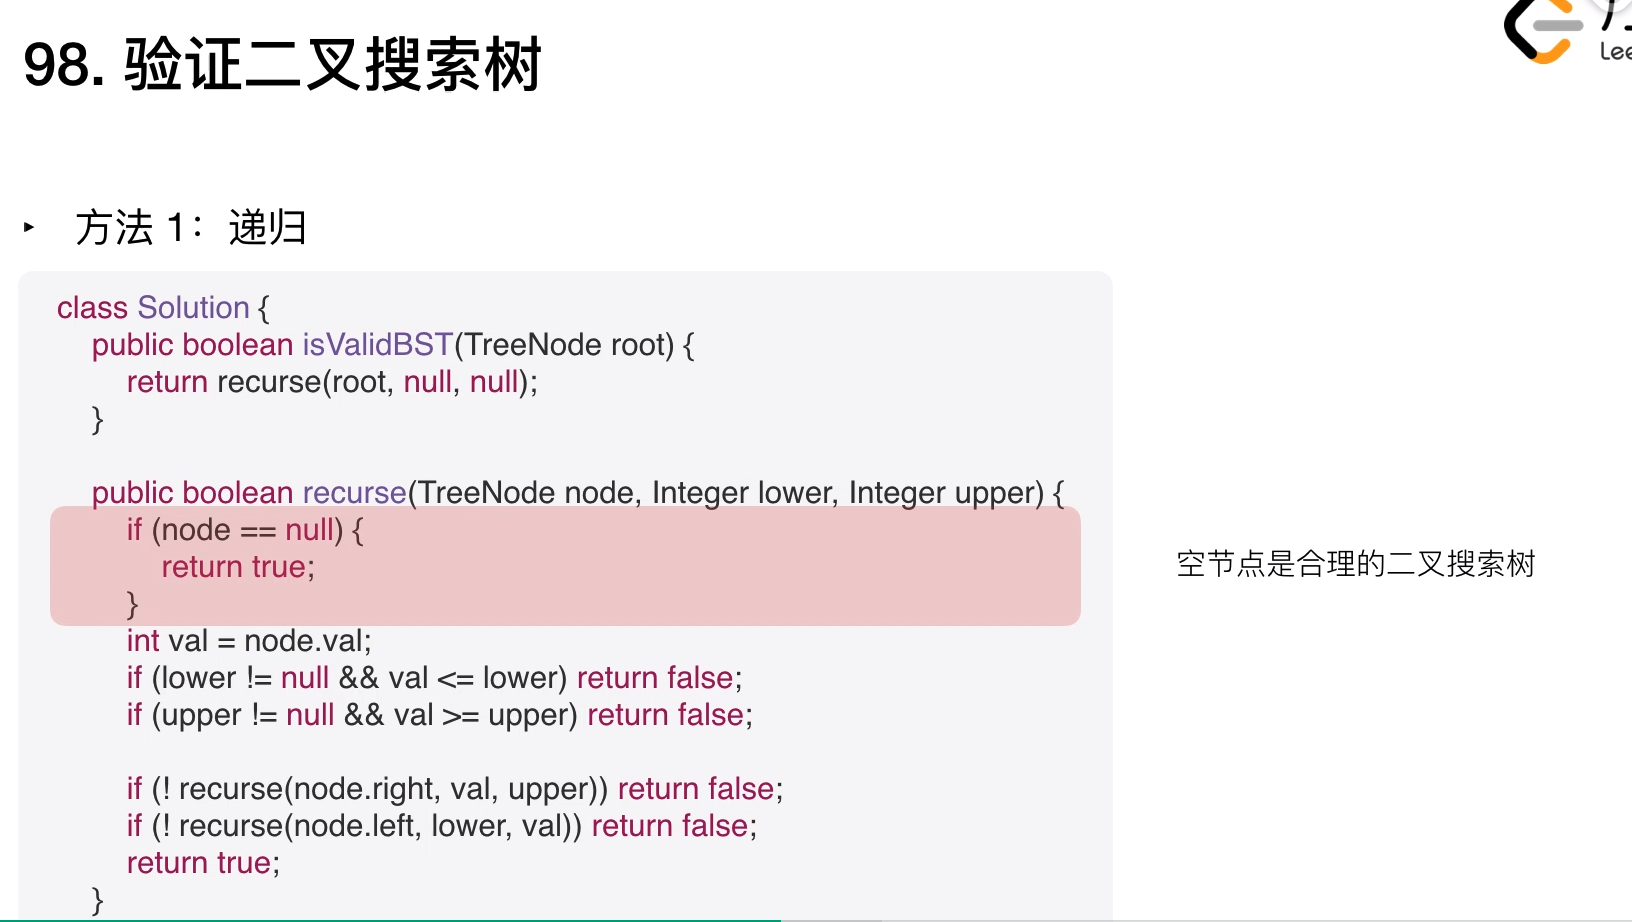 98. 验证二叉搜索树
‣ 方法 1：递归
class Solution {
public boolean isValidBST(TreeNode root) {
return recurse(root, null, null);
}
public boolean recurse(TreeNode node, Integer lower, Integer upper) {
if (node == null) {
return true;
}
空节点是合理的二叉搜索树
int val = node.val;
if (lower != null && val <= lower) return false;
if (upper != null && val >= upper) return false;
if (! recurse(node.right, val, upper)) return false;
if (! recurse(node.left, lower, val)) return false;
return true;
}